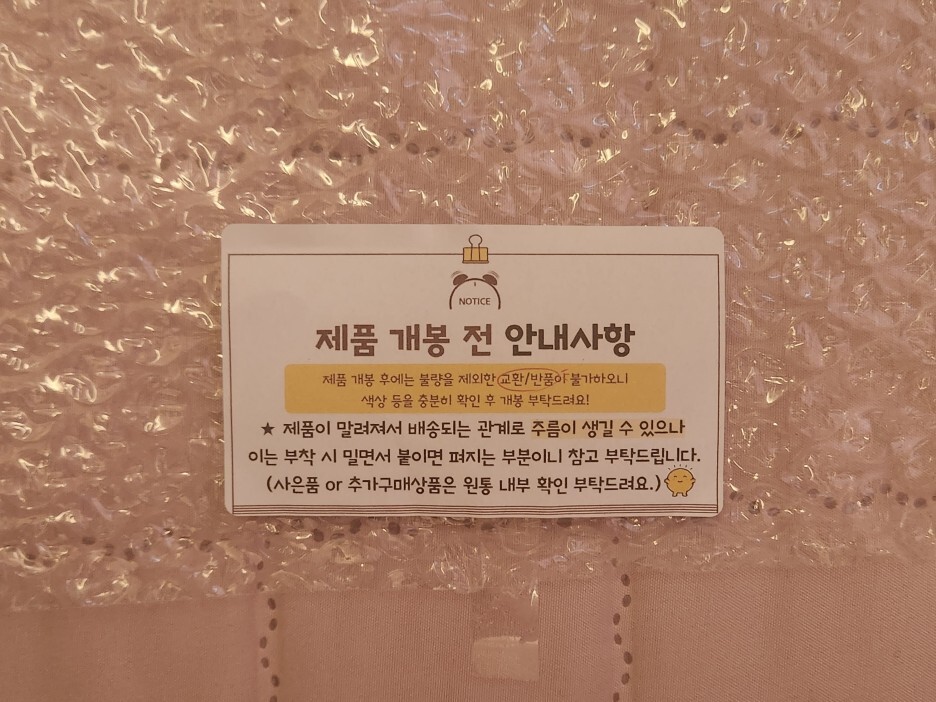 NOTICE
제품 개봉 전 안내사항
제품 개봉 후에는 불량을 제외한 교환/반품이 불가하오니
색상 등을 충분히 확인 후 개봉 부탁드려요!
★ 제품이 말려져서 배송되는 관계로 주름이 생길 수 있으나
이는 부착 시 밀면서 붙이면 펴지는 부분이니 참고 부탁드립니다.
(사은품 or 추가구매상품은 원통 내부 확인 부탁드려요.)